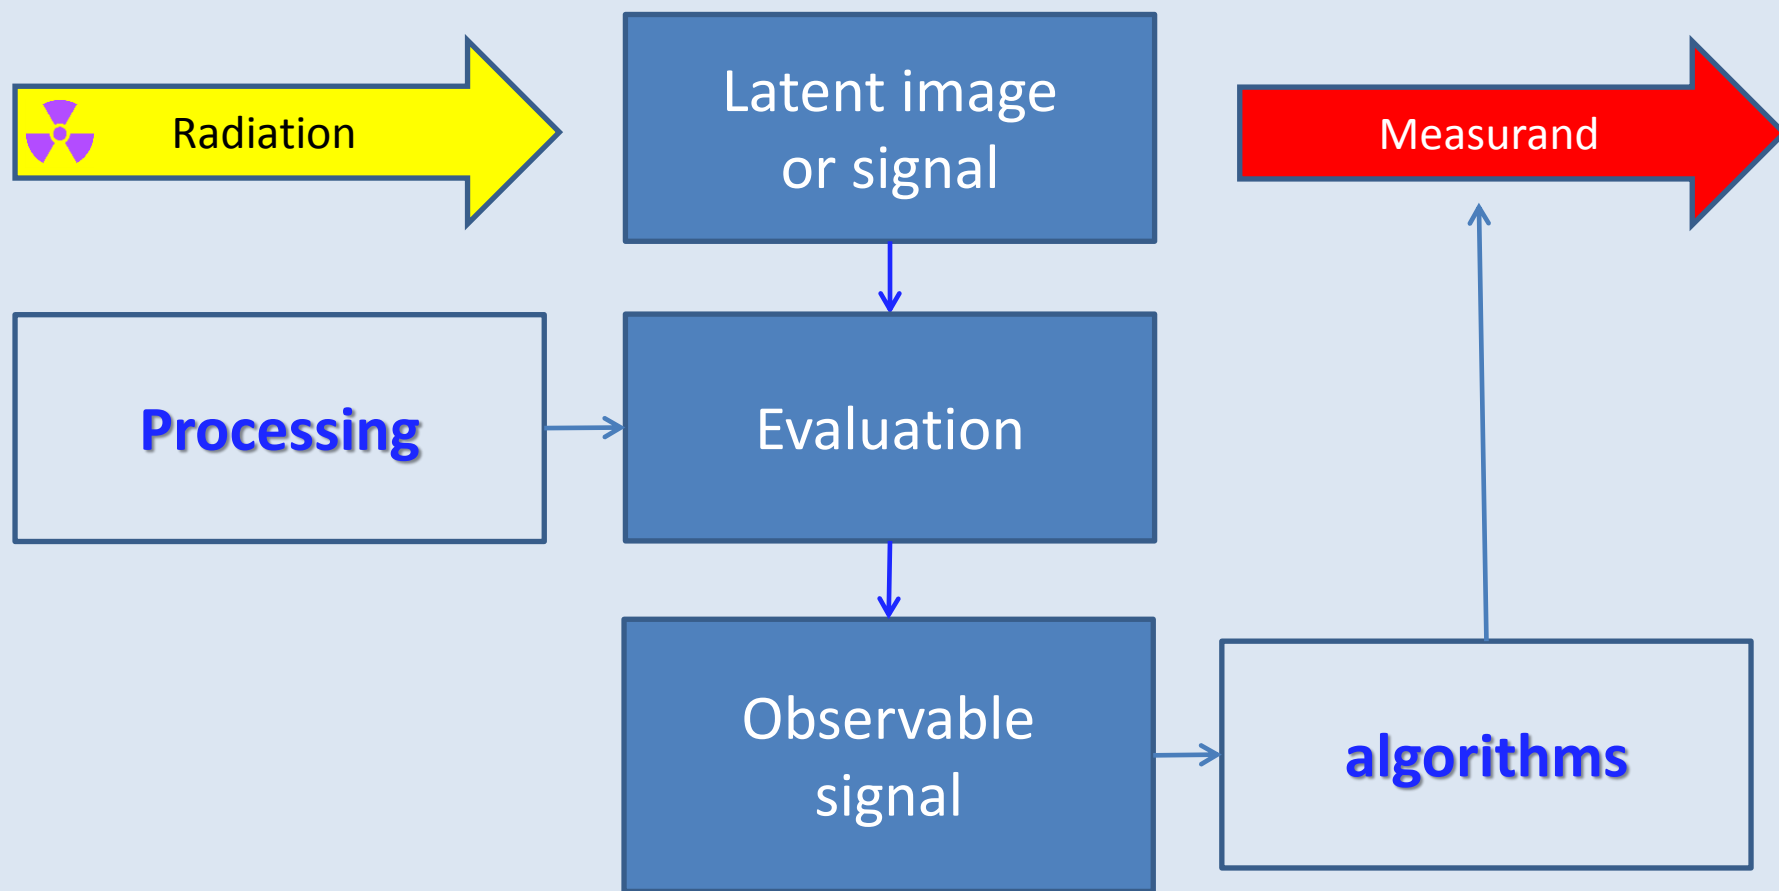 Radiation
Latent image
or signal
Measurand
Processing
Evaluation
Observable
signal
algorithms